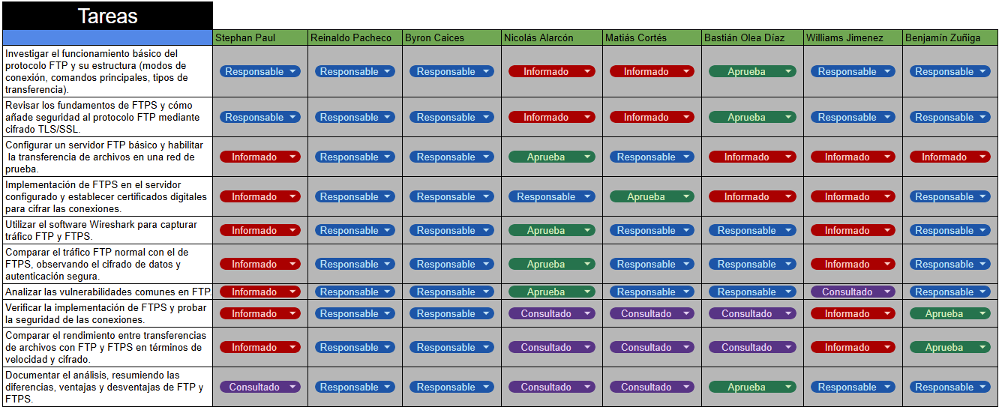 Tareas
Stephan Paul Reinaldo Pacheco Byron Caices Nicolás Alarcón Matiás Cortés Bastián Olea Díaz Williams Jimenez Benjamín Zuñiga
Investigar el funcionamiento básico del
protocolo FTP y su estructura (modos de
conexión, comandos principales, tipos de
transferencia).
Responsable Responsable Responsable Informado Informado Aprueba Responsable Responsable
Revisar los fundamentos de FTPS y cómo
añade seguridad al protocolo FTP mediante
cifrado TLS/SSL.
Responsable Responsable Responsable Informado Informado Aprueba Responsable Responsable
Configurar un servidor FTP básico y habilitar
la transferencia de archivos en una red de
prueba.
Informado Responsable Responsable Aprueba Responsable Informado Informado Informado
Implementación de FTPS en el servidor
configurado y establecer certificados digitales
para cifrar las conexiones.
Informado Responsable Responsable Responsable Aprueba Informado Informado Responsable
Utilizar el software Wireshark para capturar
tráfico FTP y FTPS.
Informado Responsable Responsable Aprueba Responsable Responsable Informado Responsable
Comparar el tráfico FTP normal con el de
FTPS, observando el cifrado de datos y
autenticación segura.
Informado Responsable Responsable Aprueba Responsable Responsable Informado Responsable
Analizar las vulnerabilidades comunes en FTP.
Informado Responsable Responsable Aprueba Responsable Responsable Consultado Responsable
Verificar la implementación de FTPS y probar
la seguridad de las conexiones.
Informado Responsable Responsable Consultado Consultado Consultado Informado Aprueba
Comparar el rendimiento entre transferencias
de archivos con FTP y FTPS en términos de
velocidad y cifrado.
Informado Responsable Responsable Consultado Consultado Consultado Informado Aprueba
Documentar el análisis, resumiendo las
diferencias, ventajas y desventajas de FTP y
FTPS.
Consultado Responsable Responsable Consultado Consultado Aprueba Responsable Responsable